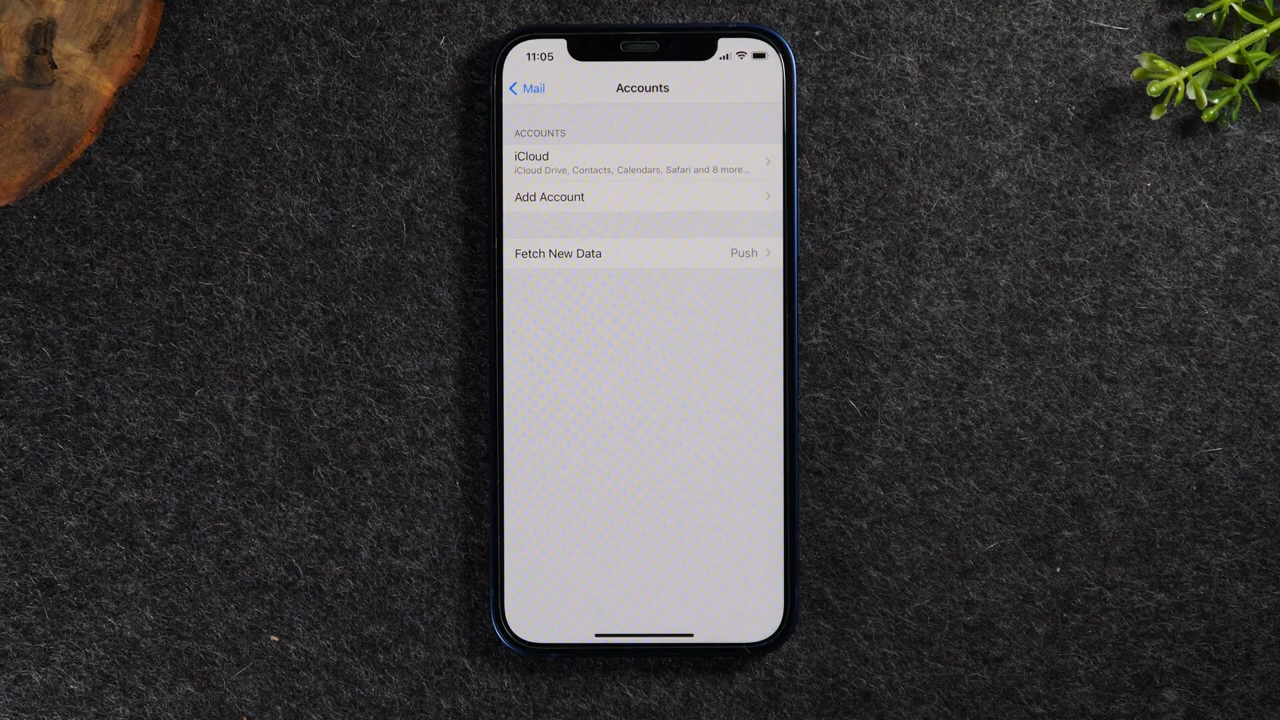 11:05
Mail
Accounts
ACCOUNTS
iCloud
iCloud Drive, Contacts, Calendars, Safari and 8 more...
Add Account
Fetch New Data Push